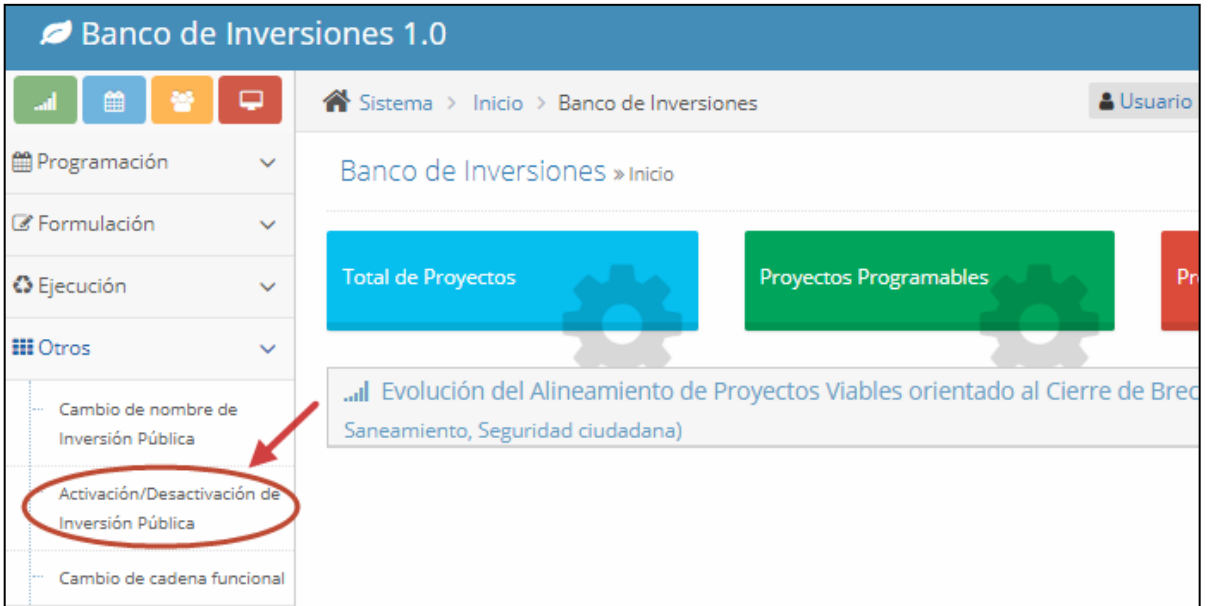 Banco de Inversiones 1.0
Sistema > Inicio > Banco de Inversiones
Usuario
Programación
Formulación
Ejecución
Otros
Cambio de nombre de
Inversión Pública
Activación/Desactivación de
Inversión Pública
Cambio de cadena funcional
Banco de Inversiones » Inicio
Total de Proyectos
Proyectos Programables
Pr
Evolución del Alineamiento de Proyectos Viables orientado al Cierre de Brec
Saneamiento, Seguridad ciudadana)